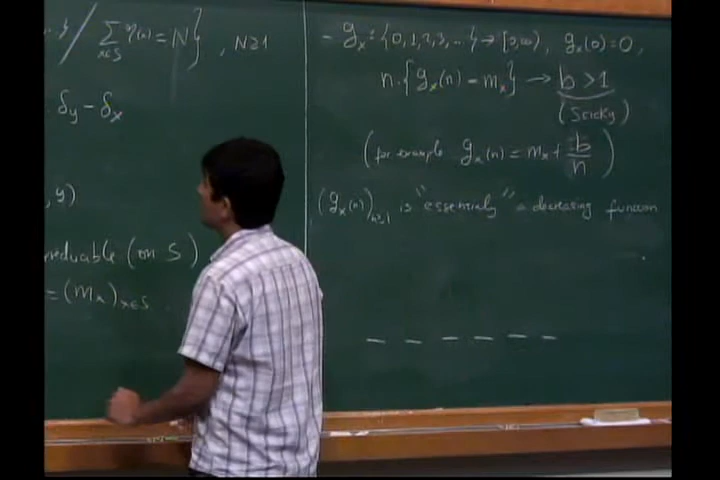 ...} / ∑_{x∈S} η(x) = N } , N≥1
δ_y − δ_x
, y)
(on S)
= (m_x)_{x∈S}
- g_x : {0,1,2,3,...} → [0,∞), g_x(0)=0,
n.{g_x(n) − m_x} → b > 1
(Sticky)
(for example g_x(n) = m_x + b/n)
(g_x(n))_{n≥1} is "essentially" a decreasing function